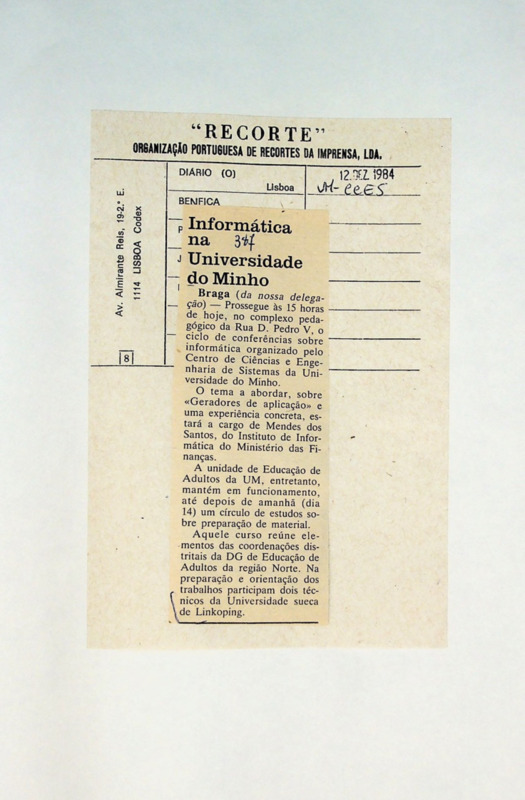 “RECORTE”
ORGANIZAÇÃO PORTUGUESA DE RECORTES DA IMPRENSA, LDA.
Av. Almirante Reis, 19-2.º E.
1114 LISBOA Codex
8
DIÁRIO (O)
Lisboa
12 DEZ 1984
UM-CCES
BENFICA
P
J
Informática
na 367
Universidade
do Minho
Braga (da nossa delega-
ção) — Prossegue às 15 horas
de hoje, no complexo peda-
gógico da Rua D. Pedro V, o
ciclo de conferências sobre
informática organizado pelo
Centro de Ciências e Enge-
nharia de Sistemas da Uni-
versidade do Minho.
O tema a abordar, sobre
«Geradores de aplicação» e
uma experiência concreta, es-
tará a cargo de Mendes dos
Santos, do Instituto de Infor-
mática do Ministério das Fi-
nanças.
A unidade de Educação de
Adultos da UM, entretanto,
mantém em funcionamento,
até depois de amanhã (dia
14) um círculo de estudos so-
bre preparação de material.
Aquele curso reúne ele-
mentos das coordenações dis-
tritais da DG de Educação de
Adultos da região Norte. Na
preparação e orientação dos
trabalhos participam dois téc-
nicos da Universidade sueca
de Linkoping.